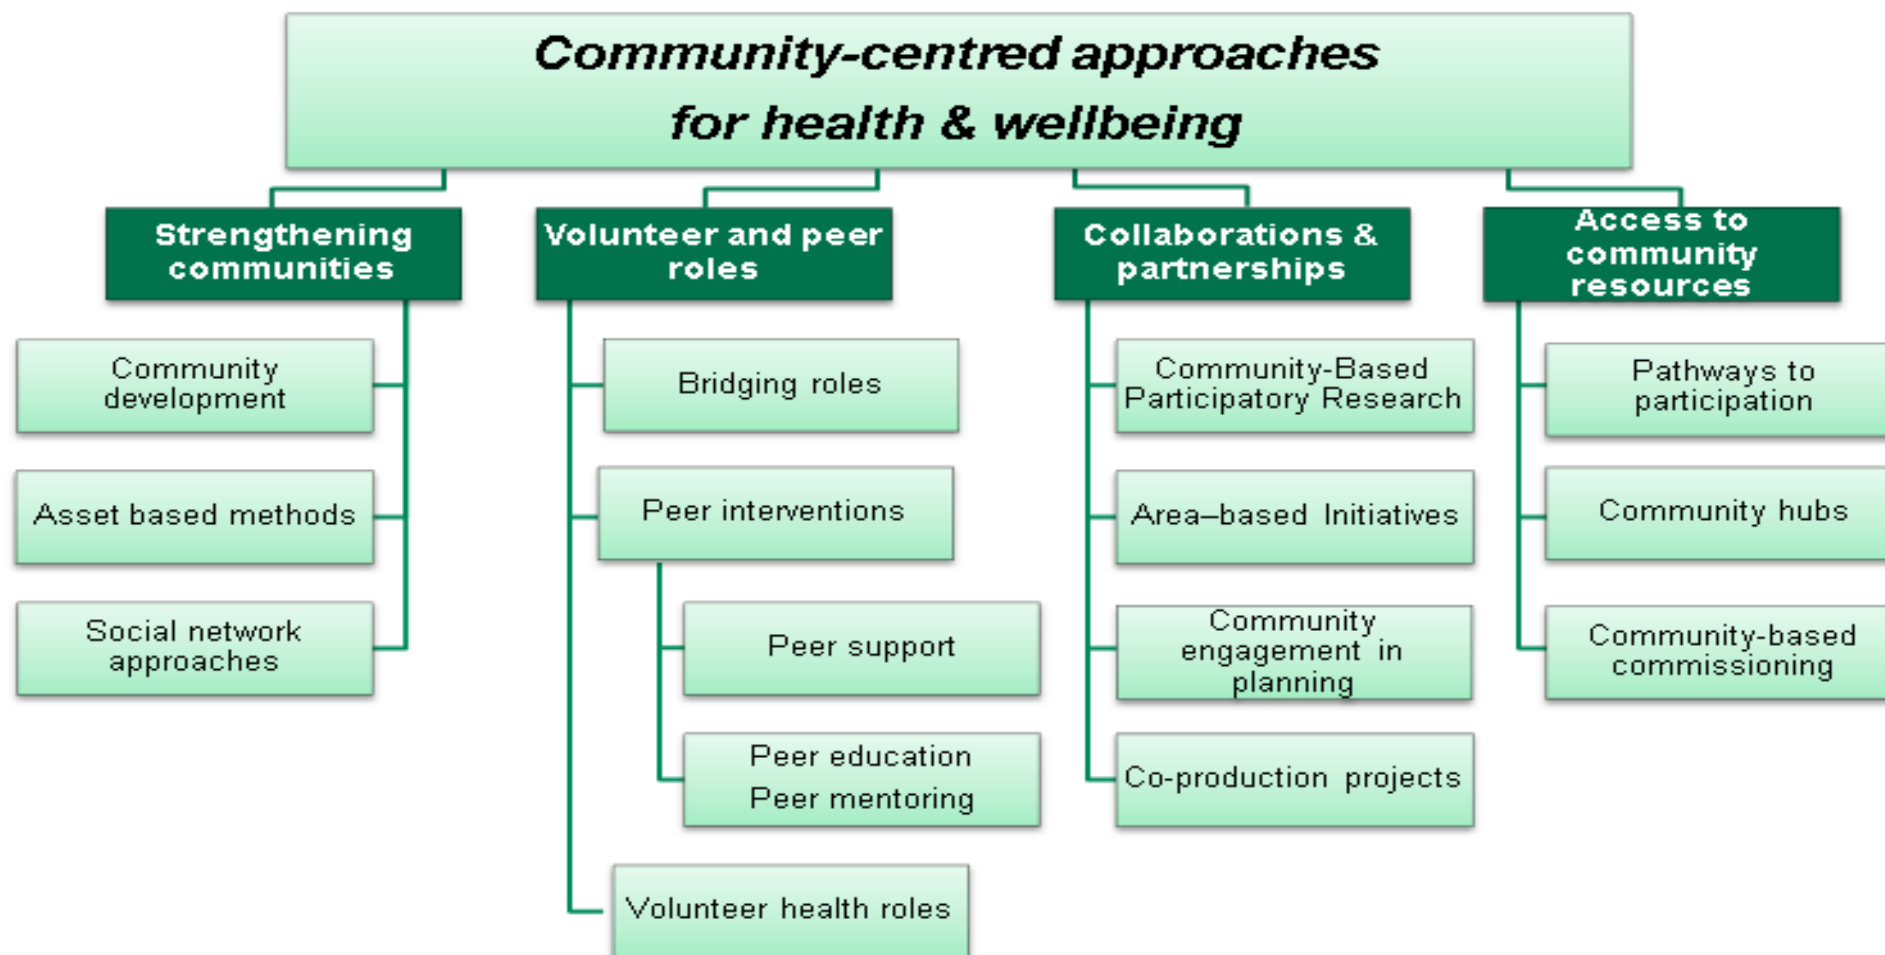 Community-centred approaches
for health & wellbeing
Strengthening
communities
Community
development
Asset based methods
Social network
approaches
Volunteer and peer
roles
Bridging roles
Peer interventions
Peer support
Peer education
Peer mentoring
Volunteer health roles
Collaborations &
partnerships
Community-Based
Participatory Research
Area–based Initiatives
Community
engagement in
planning
Co-production projects
Access to
community
resources
Pathways to
participation
Community hubs
Community-based
commissioning